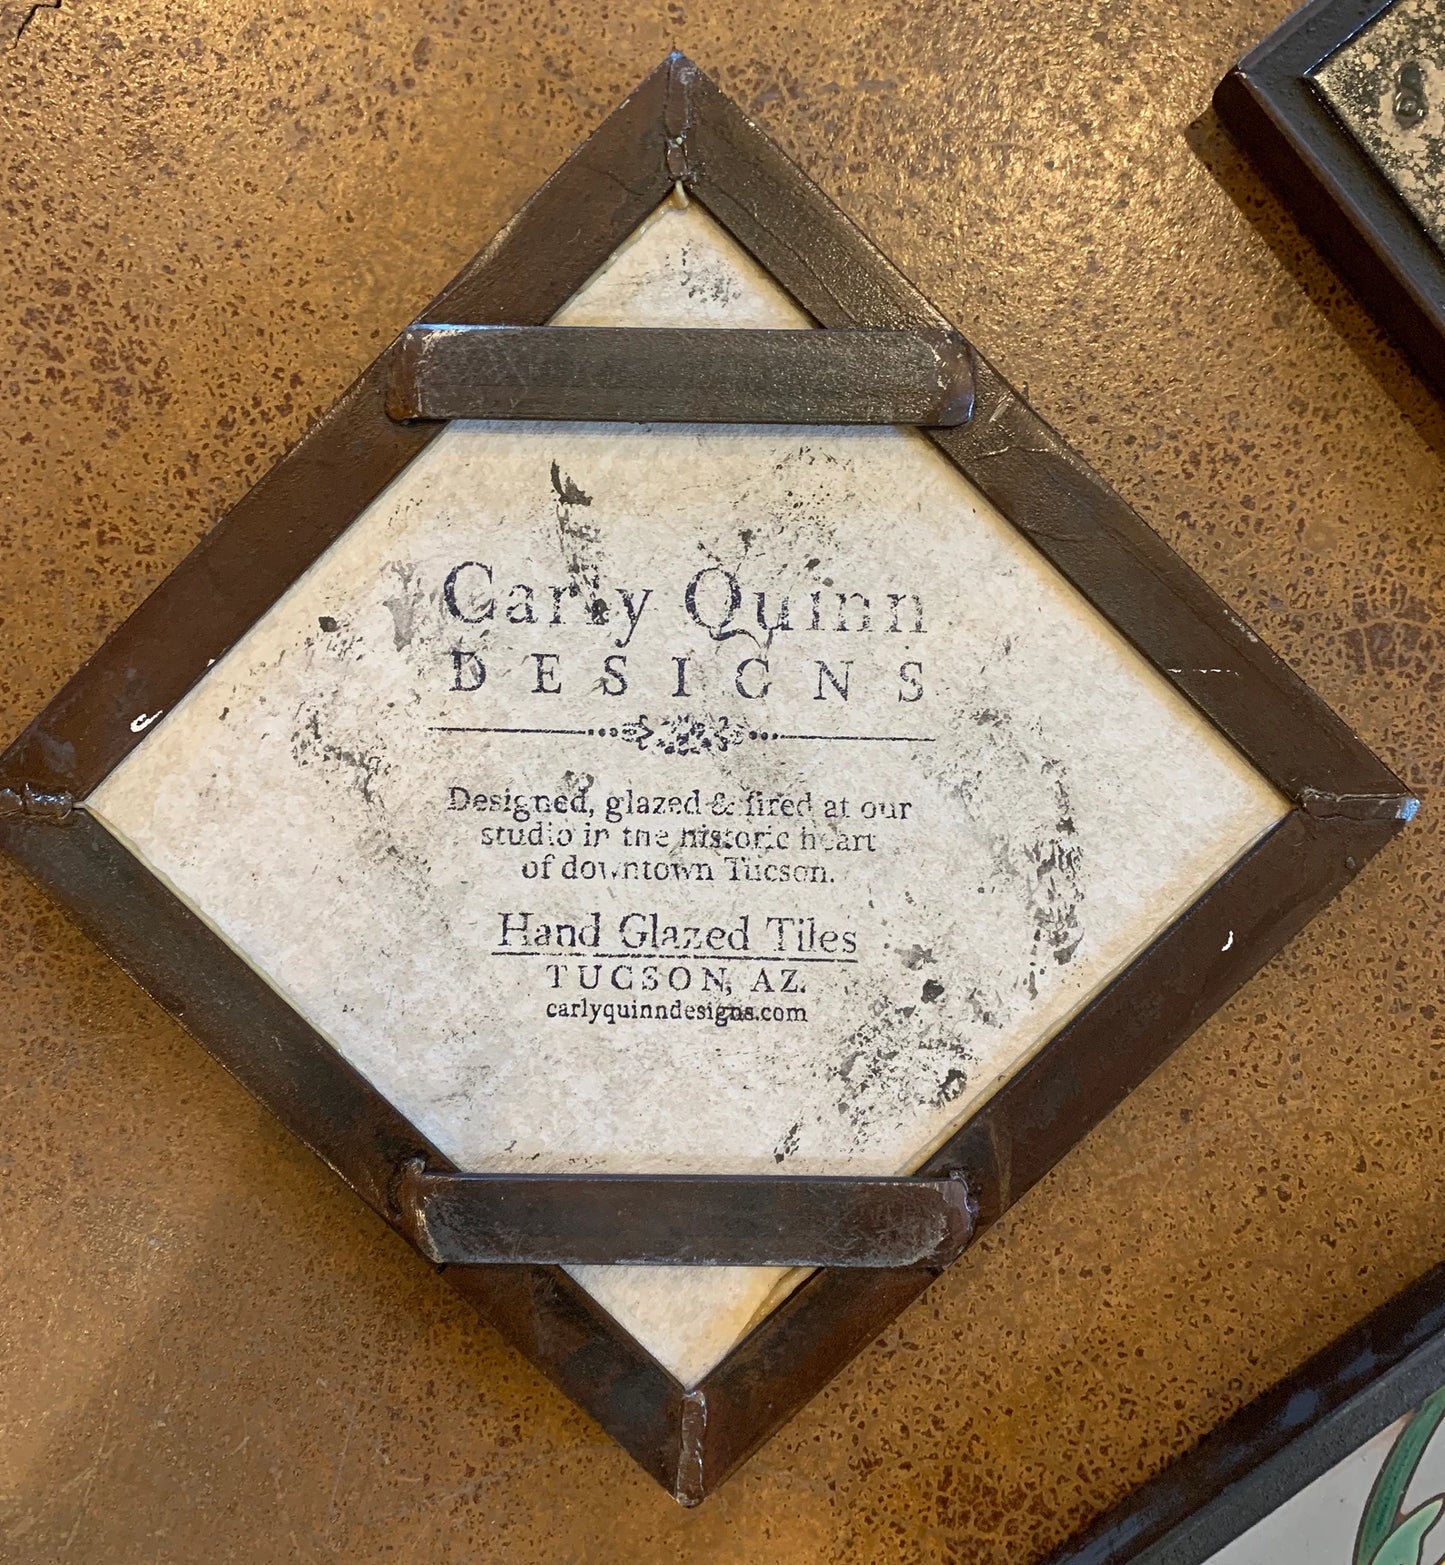 Carly Quinn
DESIGNS
Designed, glazed & fired at our
studio in the historic heart
of downtown Tucson.
Hand Glazed Tiles
TUCSON, AZ.
carlyquinndesigns.com